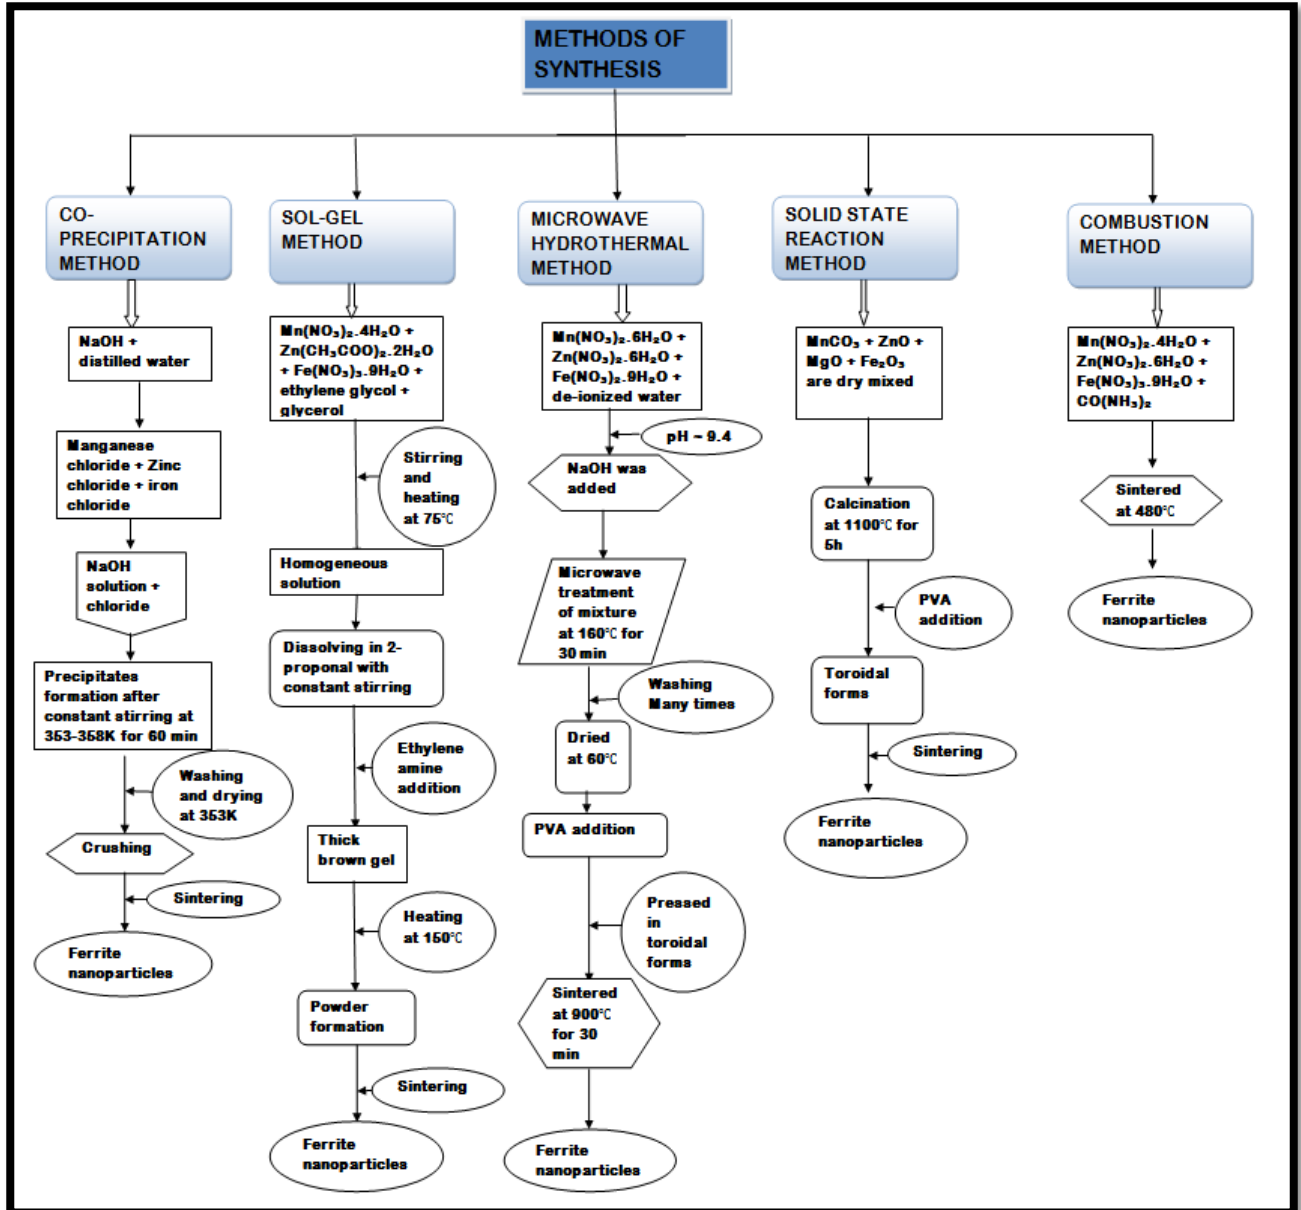 METHODS OF
SYNTHESIS
CO-
PRECIPITATION
METHOD
NaOH +
distilled water
Manganese
chloride + Zinc
chloride + iron
chloride
NaOH
solution +
chloride
Precipitates
formation after
constant stirring at
353-358K for 60 min
Washing
and drying
at 353K
Crushing
Sintering
Ferrite
nanoparticles
SOL-GEL
METHOD
Mn(NO₃)₂.4H₂O +
Zn(CH₃COO)₂.2H₂O
+ Fe(NO₃)₃.9H₂O +
ethylene glycol +
glycerol
Stirring
and
heating
at 75℃
Homogeneous
solution
Dissolving in 2-
proponal with
constant stirring
Ethylene
amine
addition
Thick
brown gel
Heating
at 150℃
Powder
formation
Sintering
Ferrite
nanoparticles
MICROWAVE
HYDROTHERMAL
METHOD
Mn(NO₃)₂.6H₂O +
Zn(NO₃)₂.6H₂O +
Fe(NO₃)₂.9H₂O +
de-ionized water
pH ~ 9.4
NaOH was
added
Microwave
treatment
of mixture
at 160℃ for
30 min
Washing
Many times
Dried
at 60℃
PVA addition
Pressed
in
toroidal
forms
Sintered
at 900℃
for 30
min
Ferrite
nanoparticles
SOLID STATE
REACTION
METHOD
MnCO₃ + ZnO +
MgO + Fe₂O₃
are dry mixed
Calcination
at 1100℃ for
5h
PVA
addition
Toroidal
forms
Sintering
Ferrite
nanoparticles
COMBUSTION
METHOD
Mn(NO₃)₂.4H₂O +
Zn(NO₃)₂.6H₂O +
Fe(NO₃)₃.9H₂O +
CO(NH₃)₂
Sintered
at 480℃
Ferrite
nanoparticles